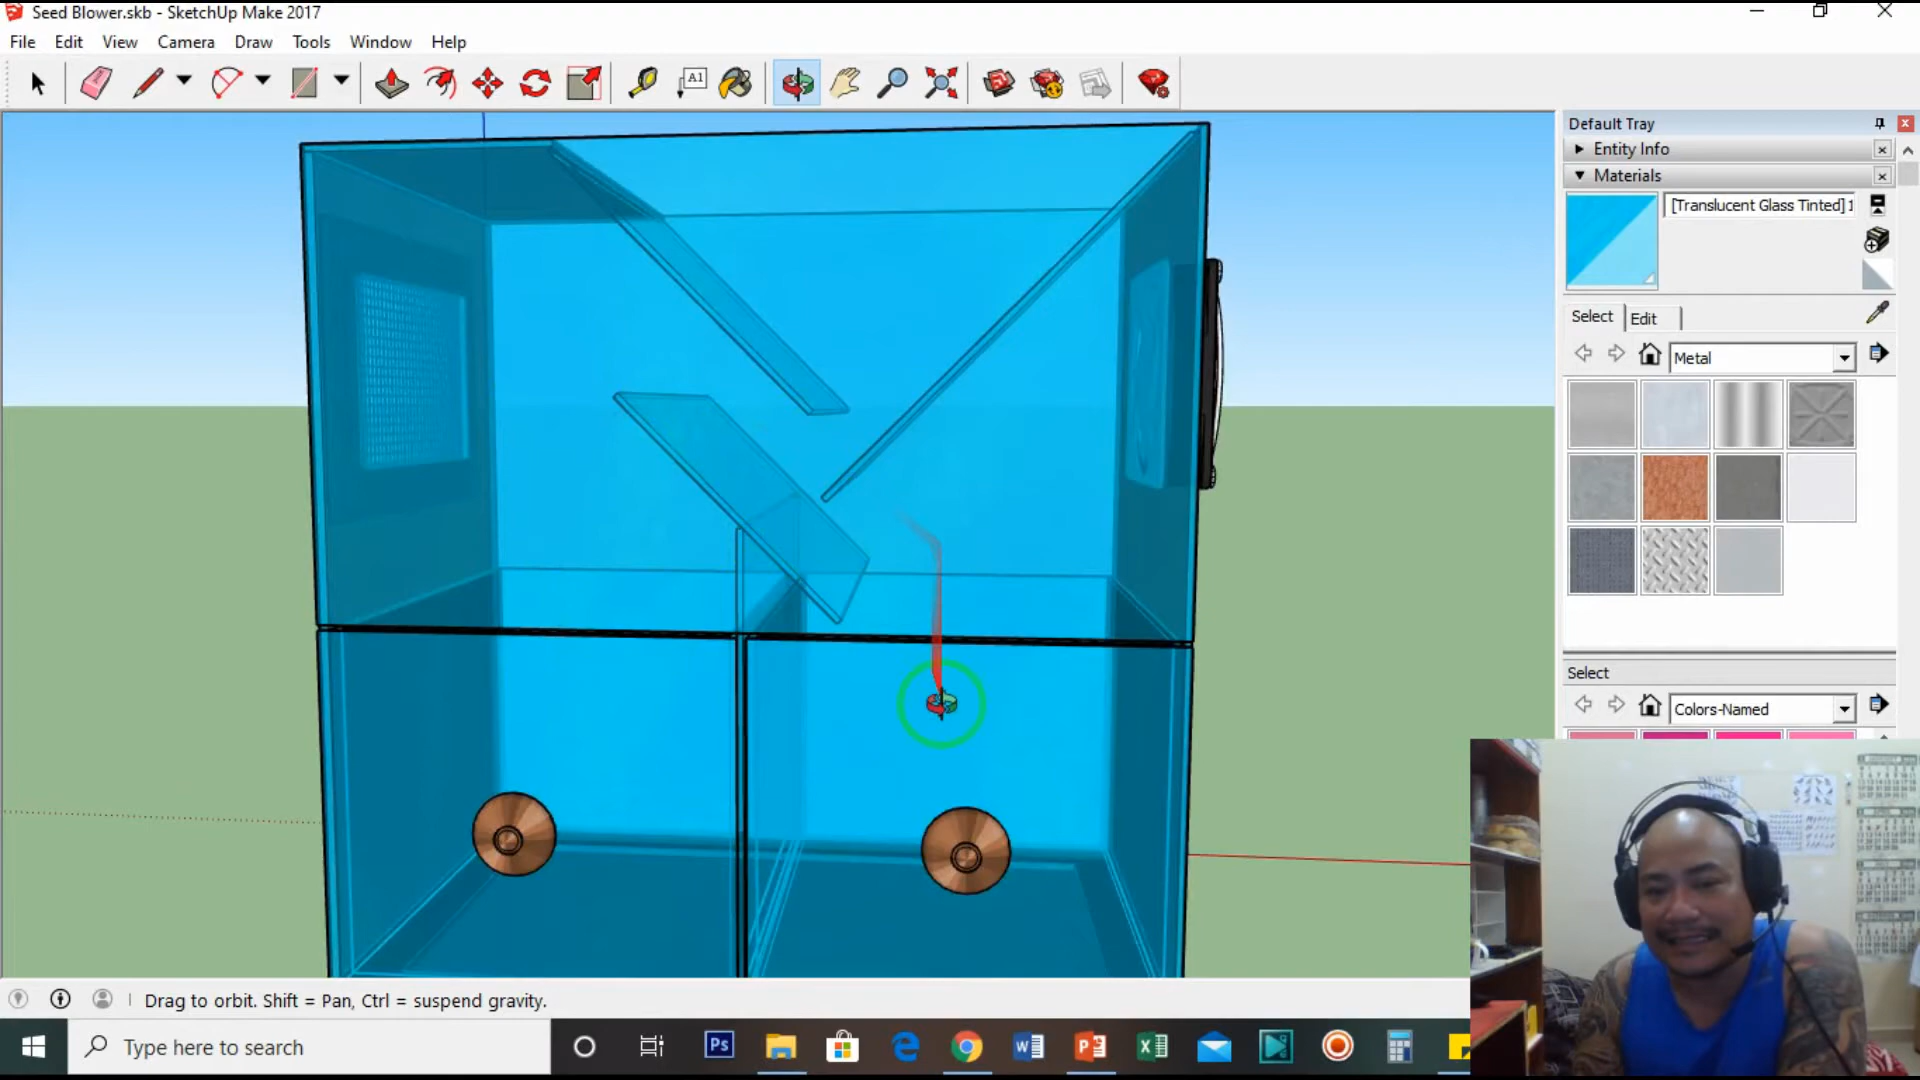 Seed Blower.skb - SketchUp Make 2017
File Edit View Camera Draw Tools Window Help
A1
Default Tray
Entity Info
Materials
[Translucent Glass Tinted]1
Select Edit
Metal
Select
Colors-Named
Drag to orbit. Shift = Pan, Ctrl = suspend gravity.
Type here to search
Ps